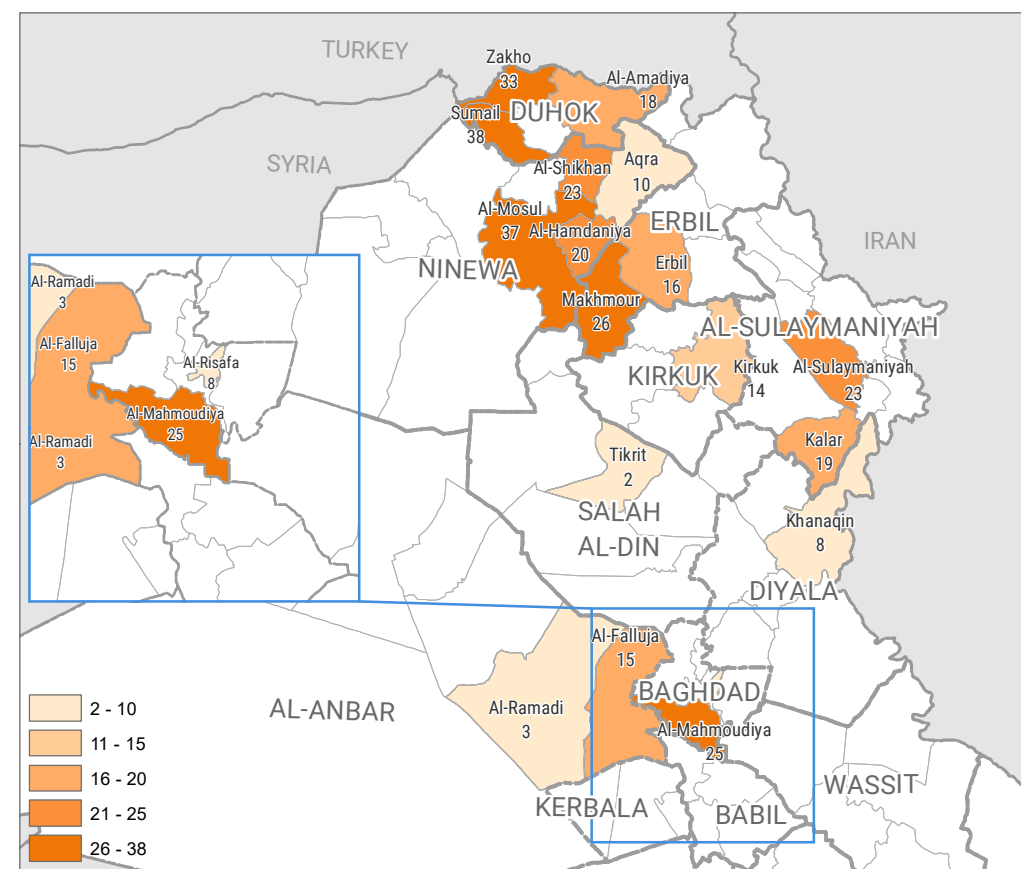 TURKEY
Zakho
33
Al-Amadiya
18
Sumail
38
DUHOK
SYRIA
Al-Shikhan
23
Aqra
10
Al-Mosul
37
Al-Hamdaniya
20
ERBIL
IRAN
NINEWA
Erbil
16
Makhmour
26
AL-SULAYMANIYAH
KIRKUK
Kirkuk
14
Al-Sulaymaniyah
23
Kalar
19
Tikrit
2
SALAH
AL-DIN
Khanaqin
8
DIYALA
Al-Ramadi
3
Al-Falluja
15
Al-Risafa
8
Al-Mahmoudiya
25
Al-Ramadi
3
Al-Falluja
15
BAGHDAD
Al-Ramadi
3
Al-Mahmoudiya
25
AL-ANBAR
KERBALA
BABIL
WASSIT
2 - 10
11 - 15
16 - 20
21 - 25
26 - 38